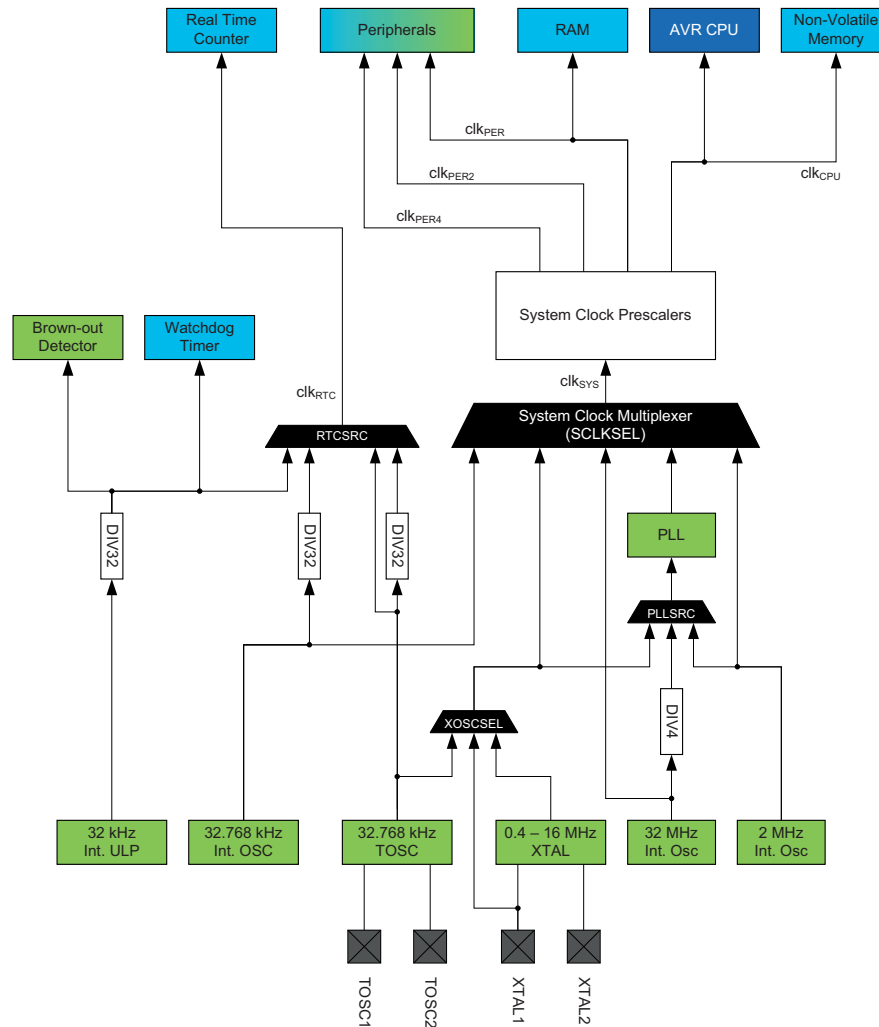 Real Time
Counter
Peripherals
RAM
AVR CPU
Non-Volatile
Memory
clkPER
clkPER2
clkCPU
clkPER4
System Clock Prescalers
Brown-out
Detector
Watchdog
Timer
clkSYS
clkRTC
System Clock Multiplexer
(SCLKSEL)
RTCSRC
DIV32
DIV32
DIV32
PLL
PLLSRC
XOSCSEL
DIV4
32 kHz
Int. ULP
32.768 kHz
Int. OSC
32.768 kHz
TOSC
0.4 – 16 MHz
XTAL
32 MHz
Int. Osc
2 MHz
Int. Osc
TOSC1
TOSC2
XTAL1
XTAL2